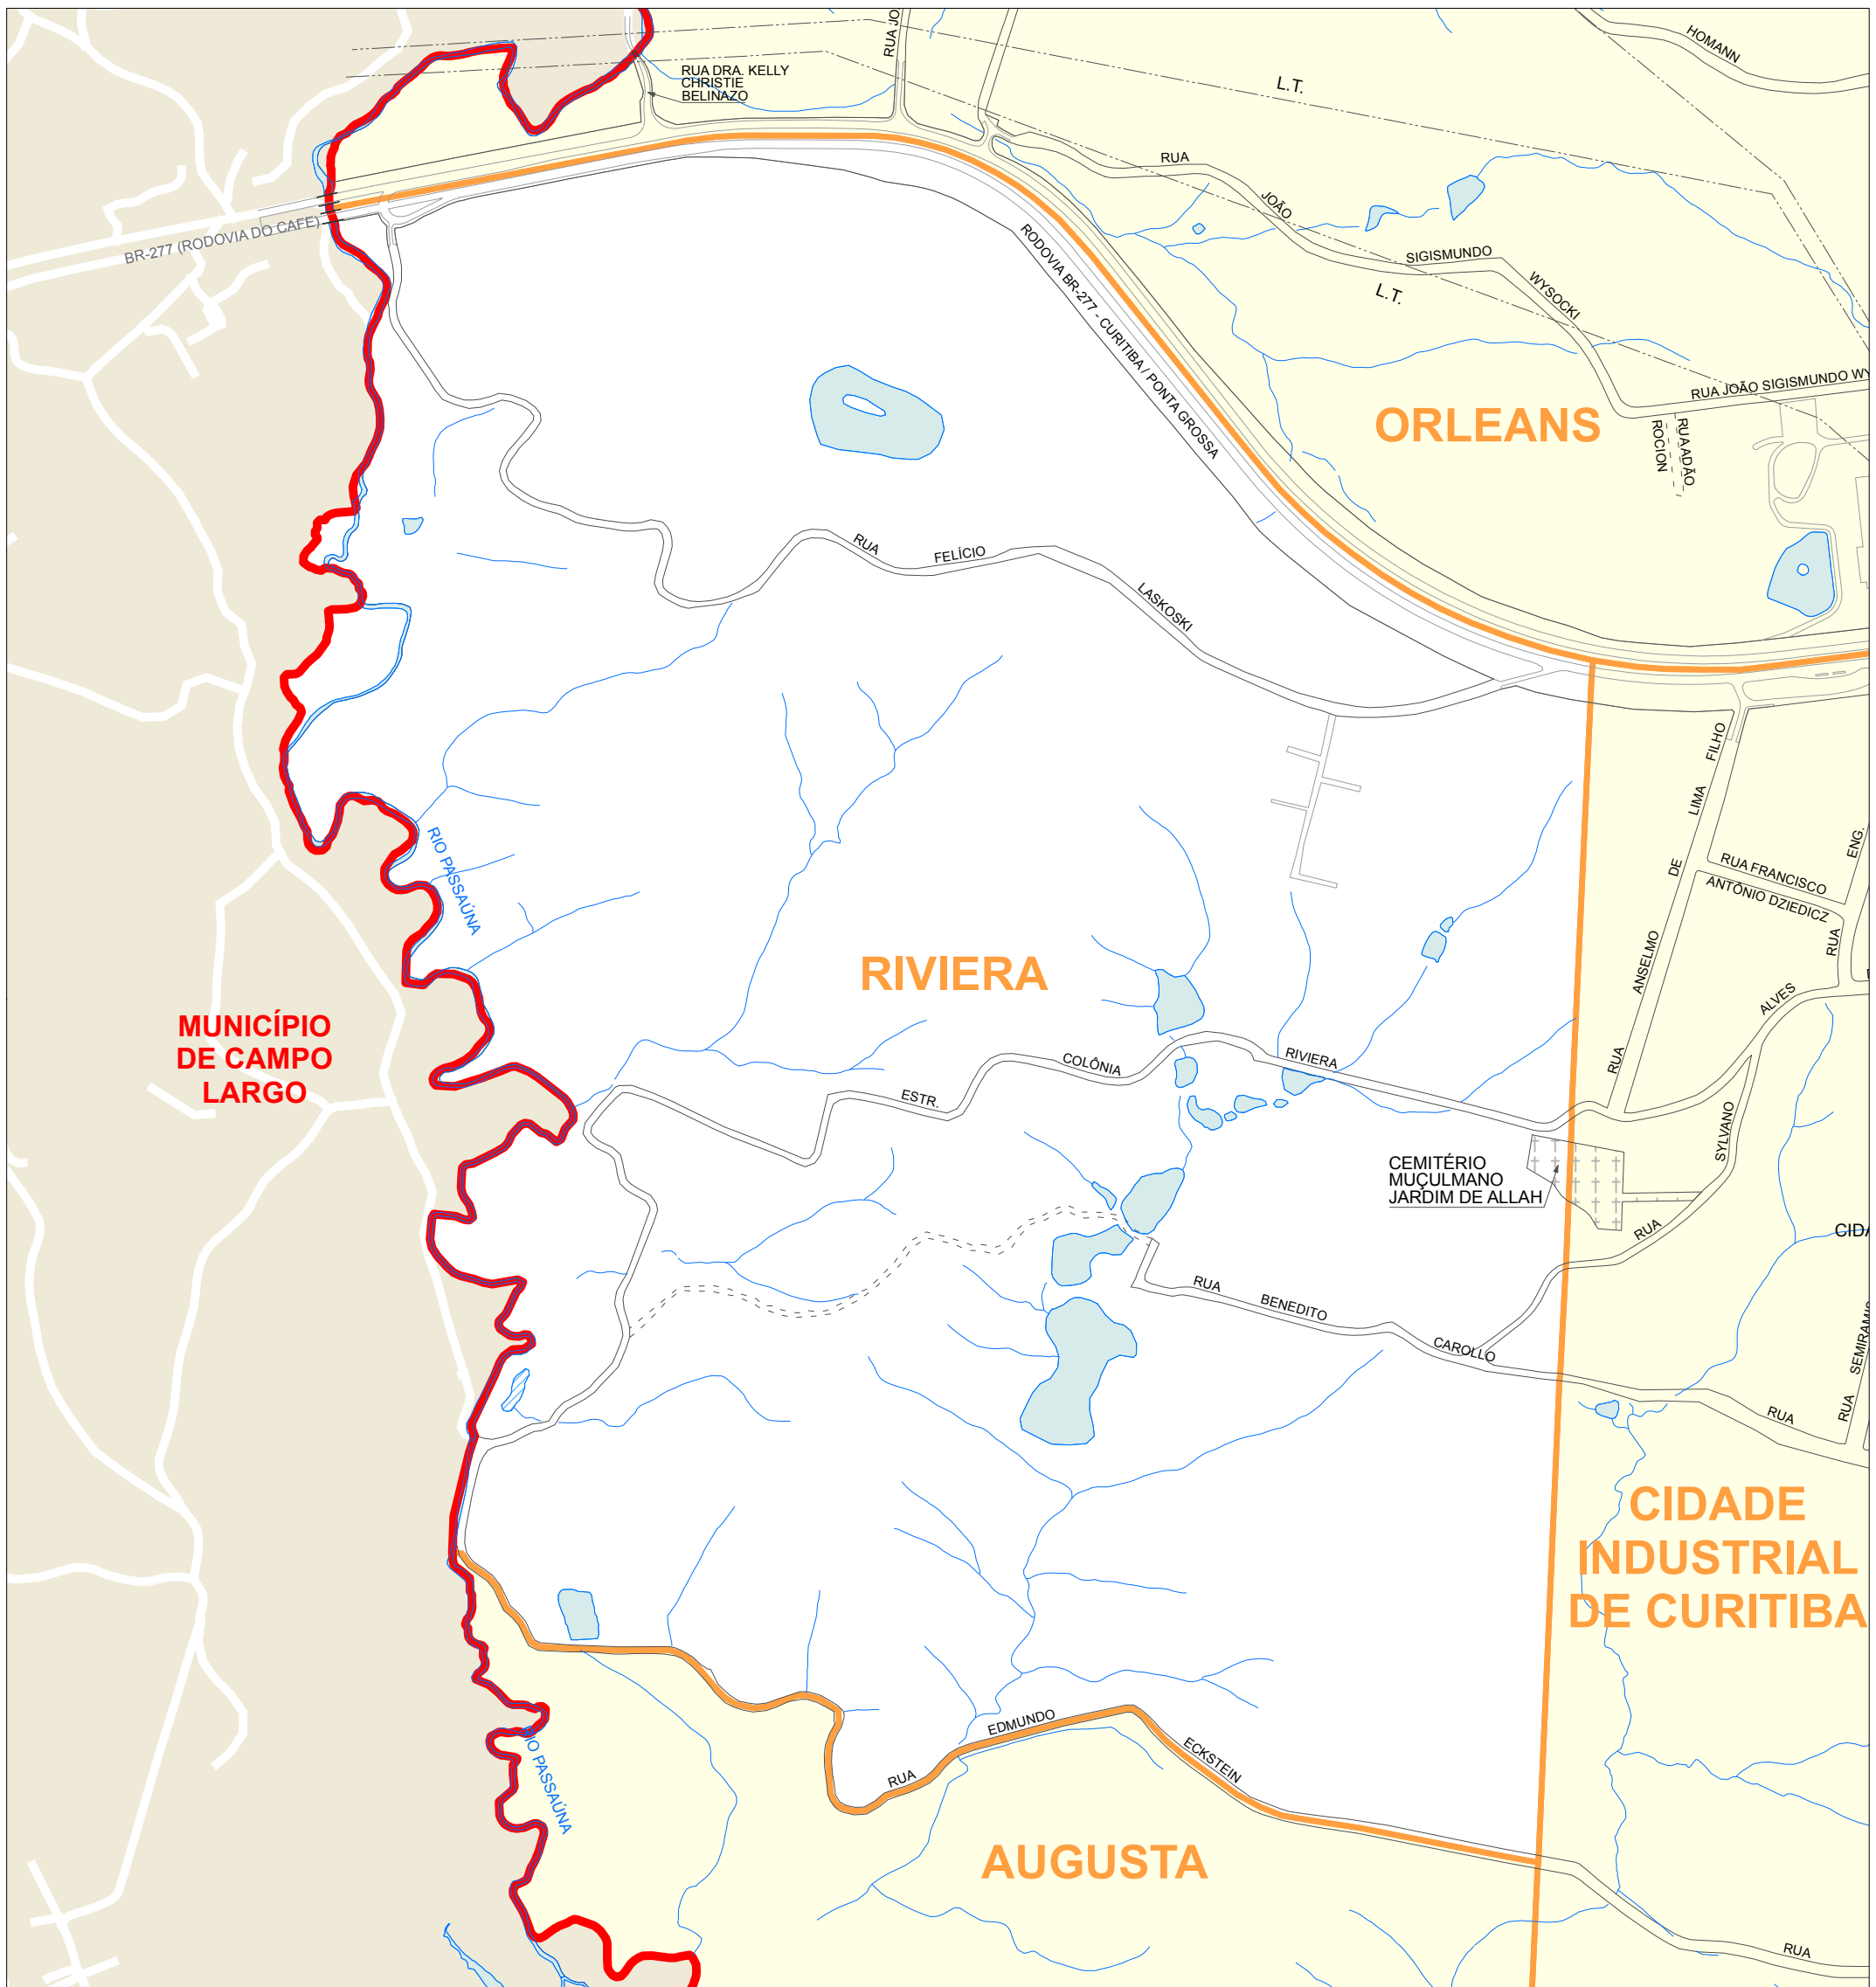 RUA JO
HOMANN
RUA DRA. KELLY
CHRISTIE
BELINAZO
L.T.
RUA
JOÃO
SIGISMUNDO
WYSOCKI
L.T.
BR-277 (RODOVIA DO CAFE)
RODOVIA BR-277 - CURITIBA / PONTA GROSSA
RUA JOÃO SIGISMUNDO WY
ORLEANS
RUA ADÃO
ROCION
RUA
FELÍCIO
LASKOSKI
RIO PASSAÚNA
RIVIERA
MUNICÍPIO
DE CAMPO
LARGO
RUA
ANSELMO
DE
LIMA
FILHO
RUA FRANCISCO
ANTÔNIO DZIEDICZ
ENG.
RUA
ALVES
SYLVANO
RUA
ESTR.
COLÔNIA
RIVIERA
CEMITÉRIO
MUÇULMANO
JARDIM DE ALLAH
CIDA
RUA
BENEDITO
CAROLLO
RUA
RUA
SEMIRAMIS
CIDADE
INDUSTRIAL
DE CURITIBA
RIO PASSAÚNA
RUA
EDMUNDO
ECKSTEIN
AUGUSTA
RUA